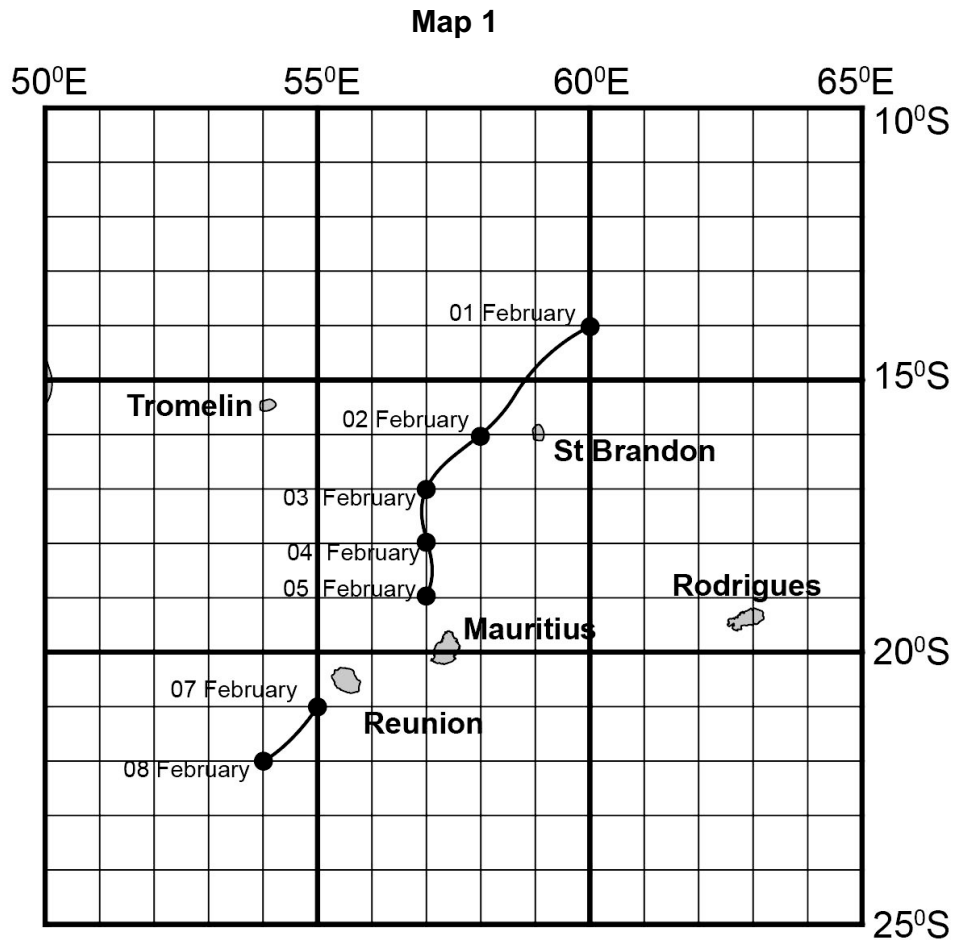 Map 1
50⁰E 55⁰E 60⁰E 65⁰E
10⁰S
01 February
15⁰S
Tromelin
02 February
St Brandon
03 February
04 February
05 February
Rodrigues
Mauritius
20⁰S
07 February
Reunion
08 February
25⁰S